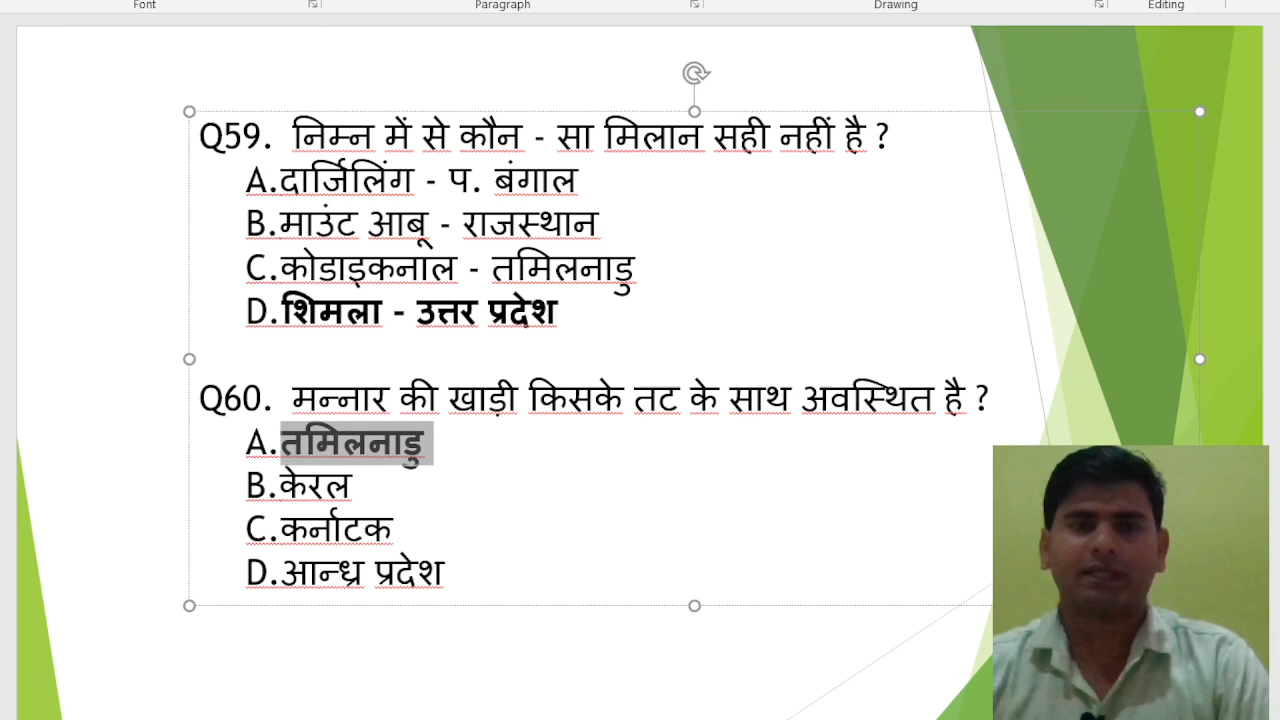 Font Paragraph Drawing Editing
Q59. निम्न में से कौन - सा मिलान सही नहीं है ?
A.दार्जिलिंग - प. बंगाल
B.माउंट आबू - राजस्थान
C.कोडाइकनाल - तमिलनाडु
D.शिमला - उत्तर प्रदेश
Q60. मन्नार की खाड़ी किसके तट के साथ अवस्थित है ?
A.तमिलनाडु
B.केरल
C.कर्नाटक
D.आन्ध्र प्रदेश